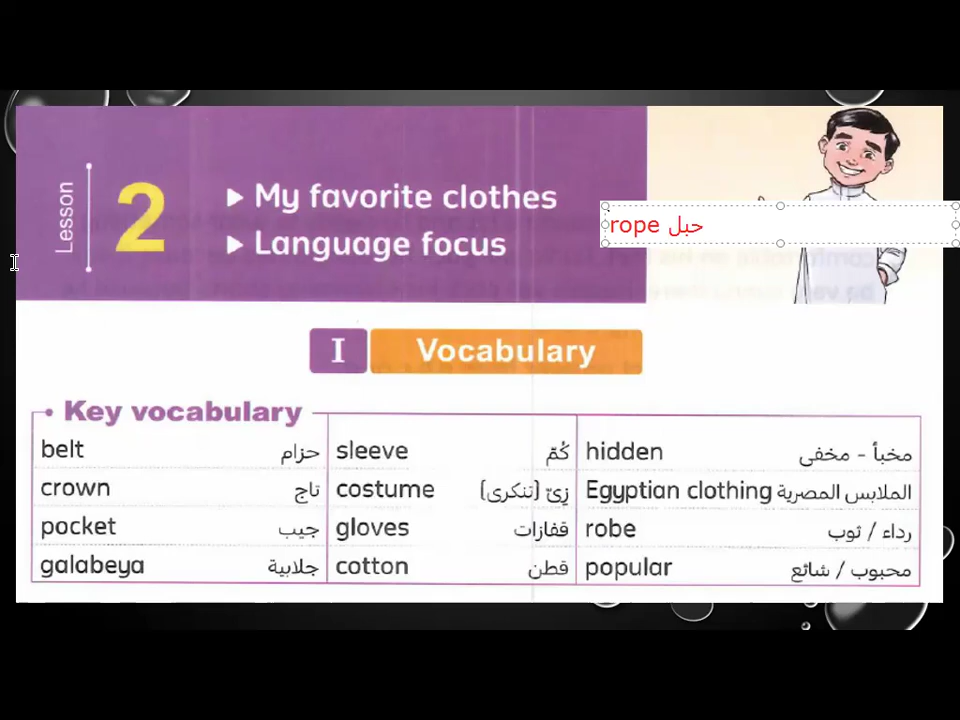 Lesson
2
My favorite clothes
Language focus
rope حبل
I Vocabulary
• Key vocabulary
belt حزام
sleeve كُمّ
hidden مخبأ - مخفى
crown تاج
costume زِىّ (تنكرى)
Egyptian clothing الملابس المصرية
pocket جيب
gloves قفازات
robe رداء / ثوب
galabeya جلابية
cotton قطن
popular محبوب / شائع